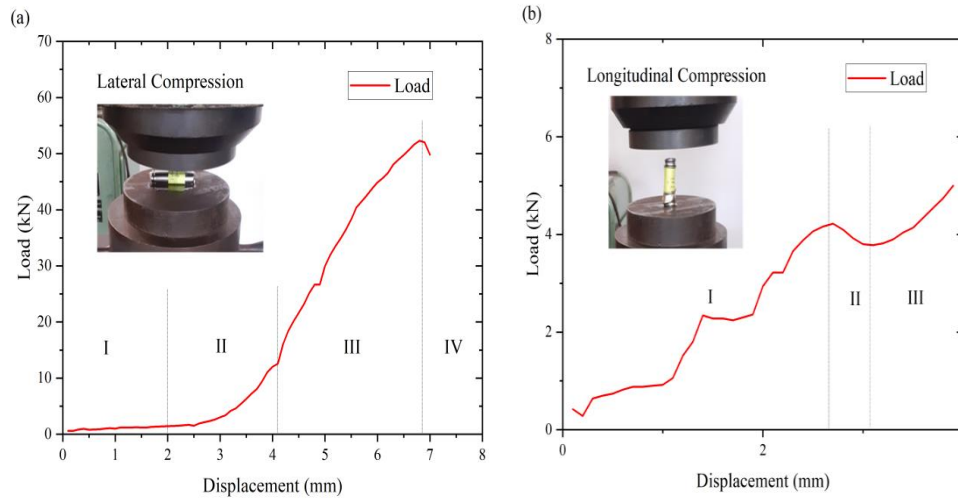 (a)
70
60
50
40
30
20
10
0
Load (kN)
Lateral Compression
Load
I
II
III
IV
0 1 2 3 4 5 6 7 8
Displacement (mm)
(b)
8
6
4
2
0
Load (kN)
Longitudinal Compression
Load
I
II
III
0 2
Displacement (mm)